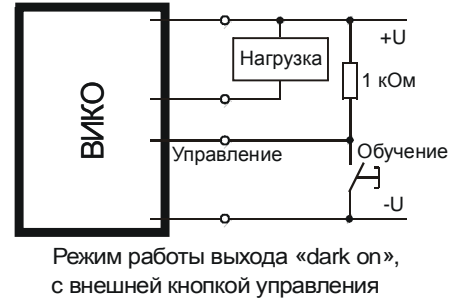 +U
Нагрузка
1 кОм
ВИКО
Управление
Обучение
-U
Режим работы выхода «dark on»,
с внешней кнопкой управления